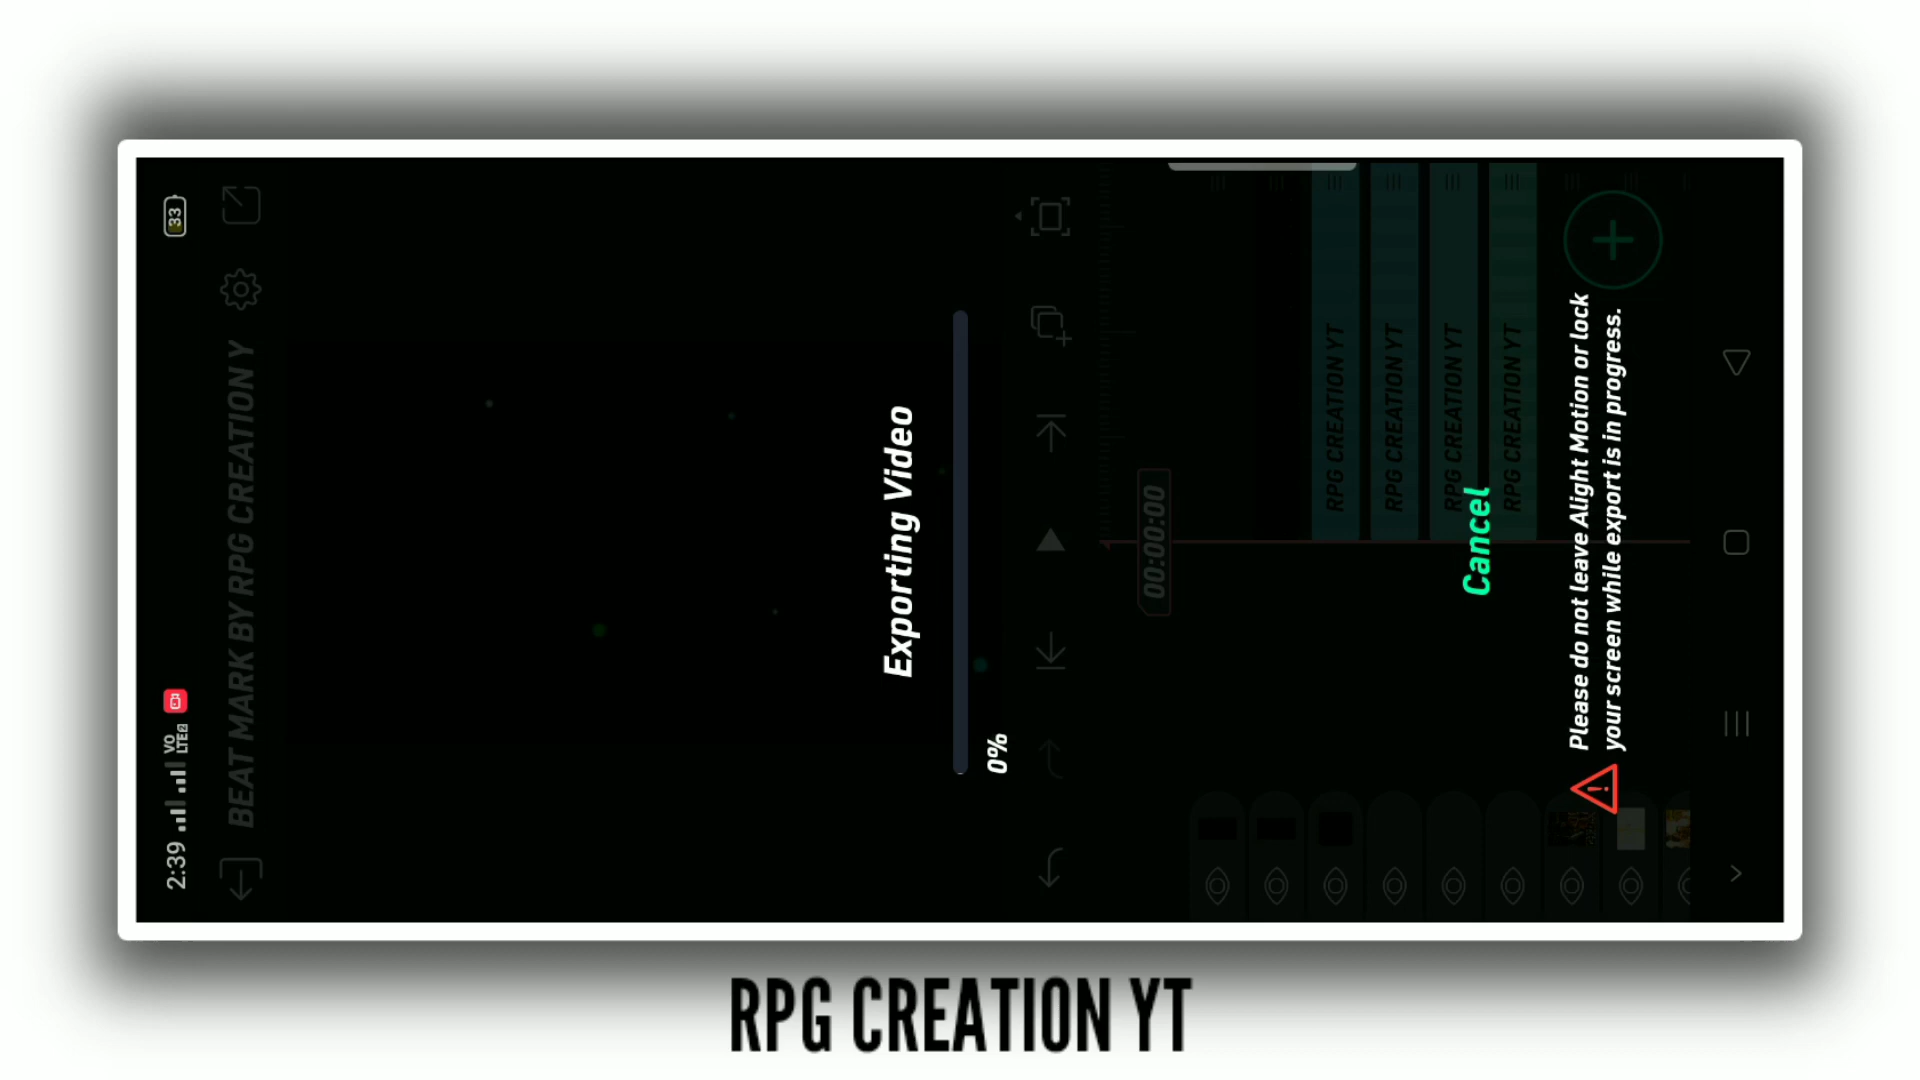 2:39
VO
LTE2
33
BEAT MARK BY RPG CREATION Y
Exporting Video
0%
00:00:00
RPG CREATION YT
RPG CREATION YT
RPG CREATION YT
RPG CREATION YT
Cancel
Please do not leave Alight Motion or lock
your screen while export is in progress.
RPG CREATION YT